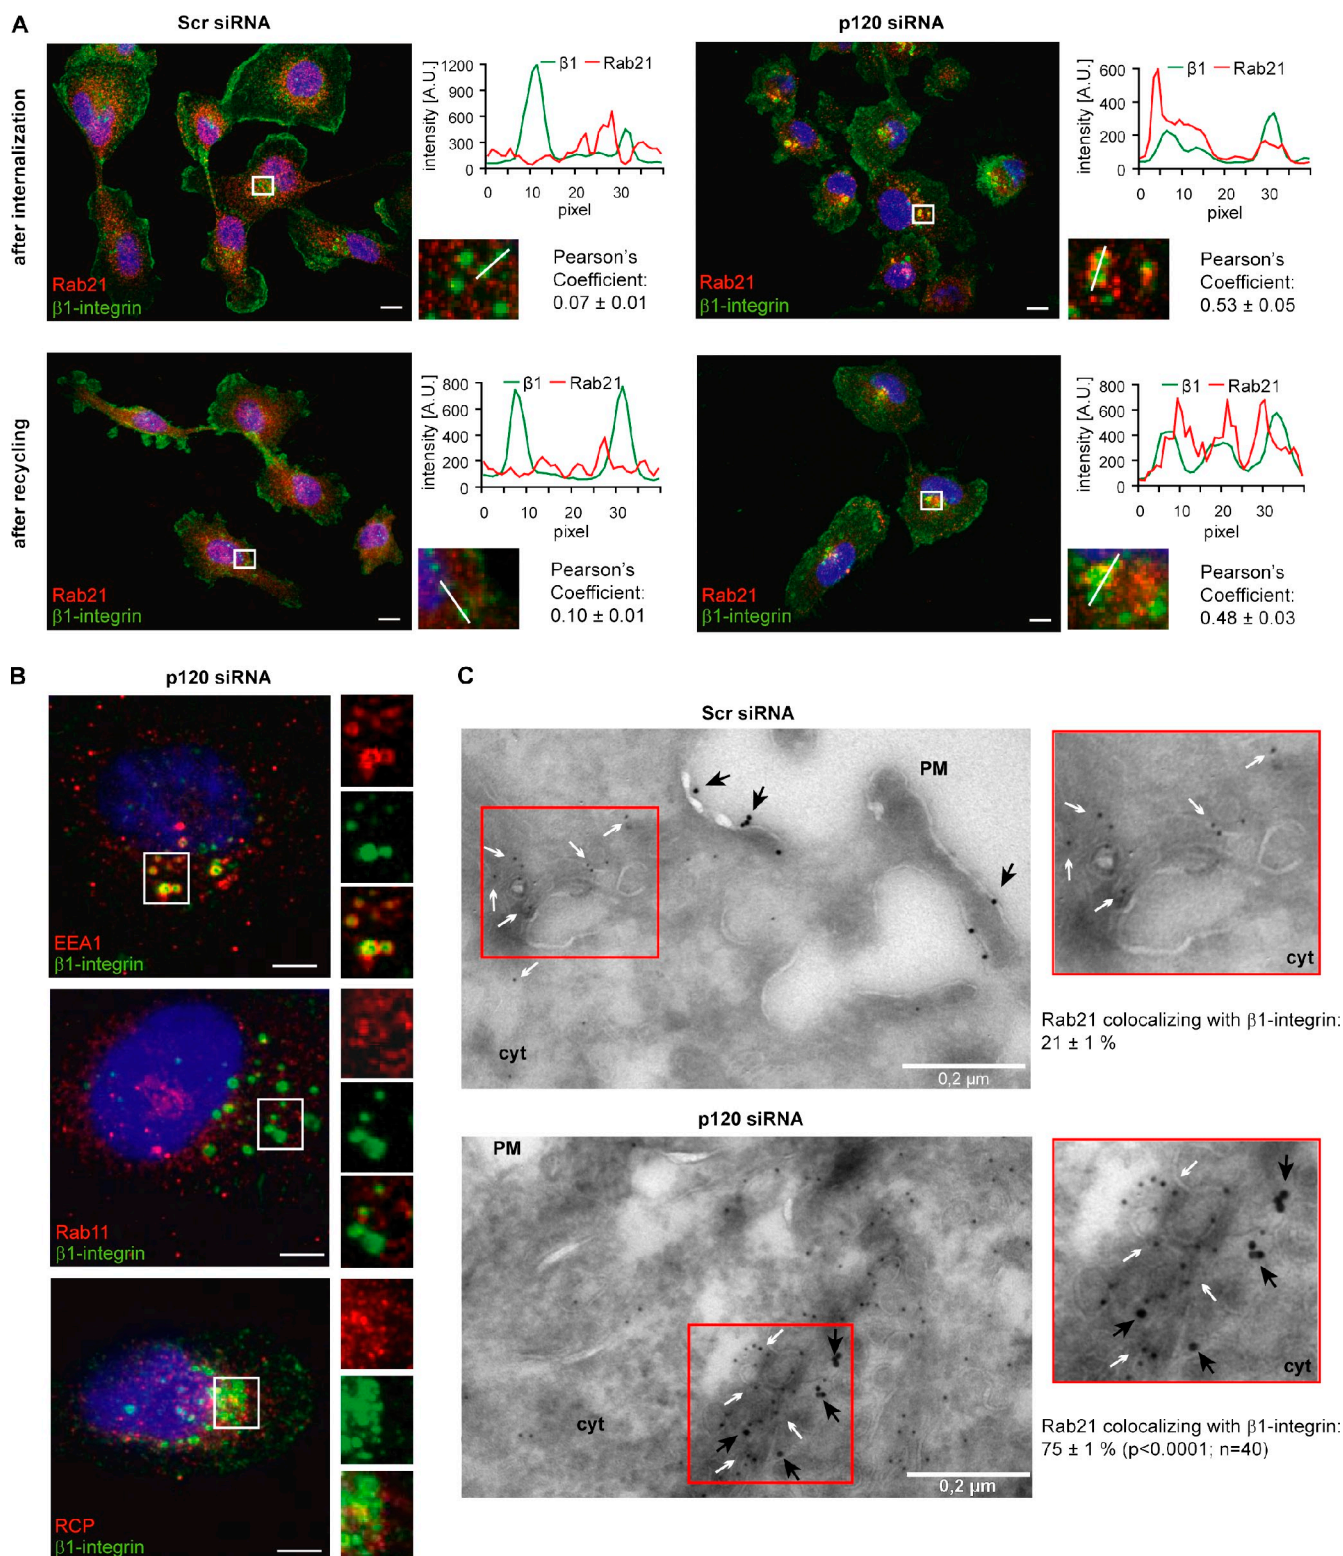 A
Scr siRNA
p120 siRNA
after internalization
Rab21
β1-integrin
intensity [A.U.]
1200
900
600
300
0
β1
Rab21
0
10
20
30
pixel
Pearson's
Coefficient:
0.07 ± 0.01
Rab21
β1-integrin
intensity [A.U.]
600
400
200
0
β1
Rab21
0
10
20
30
pixel
Pearson's
Coefficient:
0.53 ± 0.05
after recycling
Rab21
β1-integrin
intensity [A.U.]
800
600
400
200
0
β1
Rab21
0
10
20
30
pixel
Pearson's
Coefficient:
0.10 ± 0.01
Rab21
β1-integrin
intensity [A.U.]
800
600
400
200
0
β1
Rab21
0
10
20
30
pixel
Pearson's
Coefficient:
0.48 ± 0.03
B
p120 siRNA
EEA1
β1-integrin
Rab11
β1-integrin
RCP
β1-integrin
C
Scr siRNA
PM
cyt
0,2 µm
cyt
Rab21 colocalizing with β1-integrin:
21 ± 1 %
p120 siRNA
PM
cyt
0,2 µm
cyt
Rab21 colocalizing with β1-integrin:
75 ± 1 % (p<0.0001; n=40)